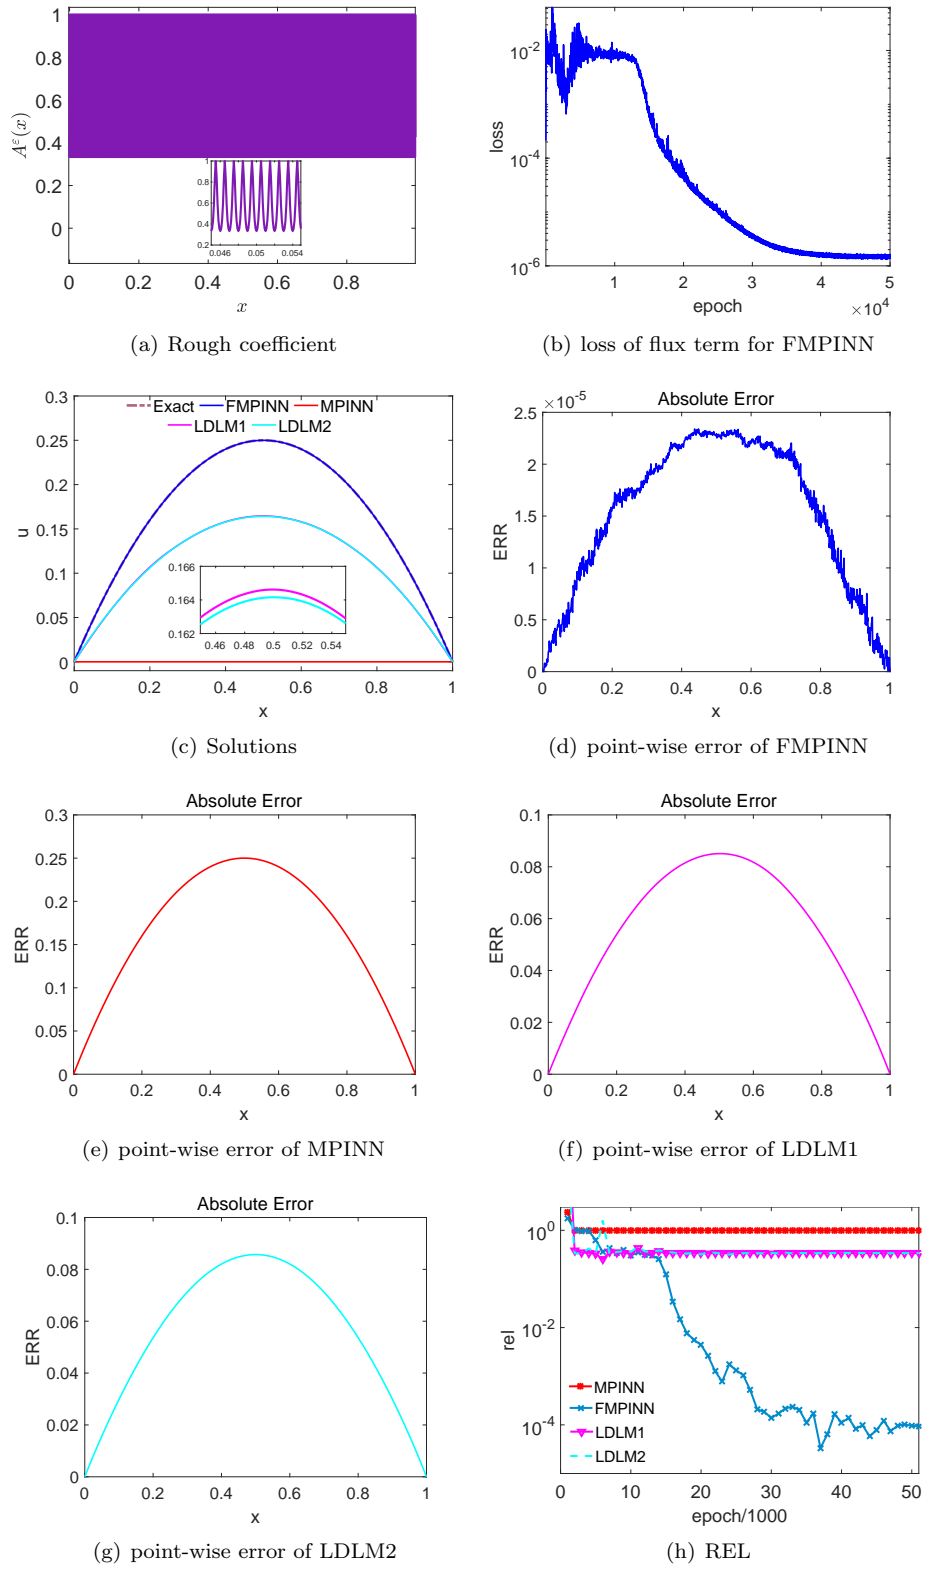 1
0.8
0.6
0.4
0.2
0
A^ε(x)
1
0.8
0.6
0.4
0.2
0.046 0.05 0.054
0 0.2 0.4 0.6 0.8
x
(a) Rough coefficient
10^-2
10^-4
10^-6
loss
1 2 3 4 5
epoch
×10^4
(b) loss of flux term for FMPINN
0.3
0.25
0.2
0.15
0.1
0.05
0
u
Exact FMPINN MPINN
LDLM1 LDLM2
0.166
0.164
0.162
0.46 0.48 0.5 0.52 0.54
0 0.2 0.4 0.6 0.8 1
x
(c) Solutions
×10^-5
Absolute Error
2.5
2
1.5
1
0.5
0
ERR
0 0.2 0.4 0.6 0.8 1
x
(d) point-wise error of FMPINN
Absolute Error
0.3
0.25
0.2
0.15
0.1
0.05
0
ERR
0 0.2 0.4 0.6 0.8 1
x
(e) point-wise error of MPINN
Absolute Error
0.1
0.08
0.06
0.04
0.02
0
ERR
0 0.2 0.4 0.6 0.8 1
x
(f) point-wise error of LDLM1
Absolute Error
0.1
0.08
0.06
0.04
0.02
0
ERR
0 0.2 0.4 0.6 0.8 1
x
(g) point-wise error of LDLM2
10^0
10^-2
10^-4
rel
MPINN
FMPINN
LDLM1
LDLM2
0 10 20 30 40 50
epoch/1000
(h) REL